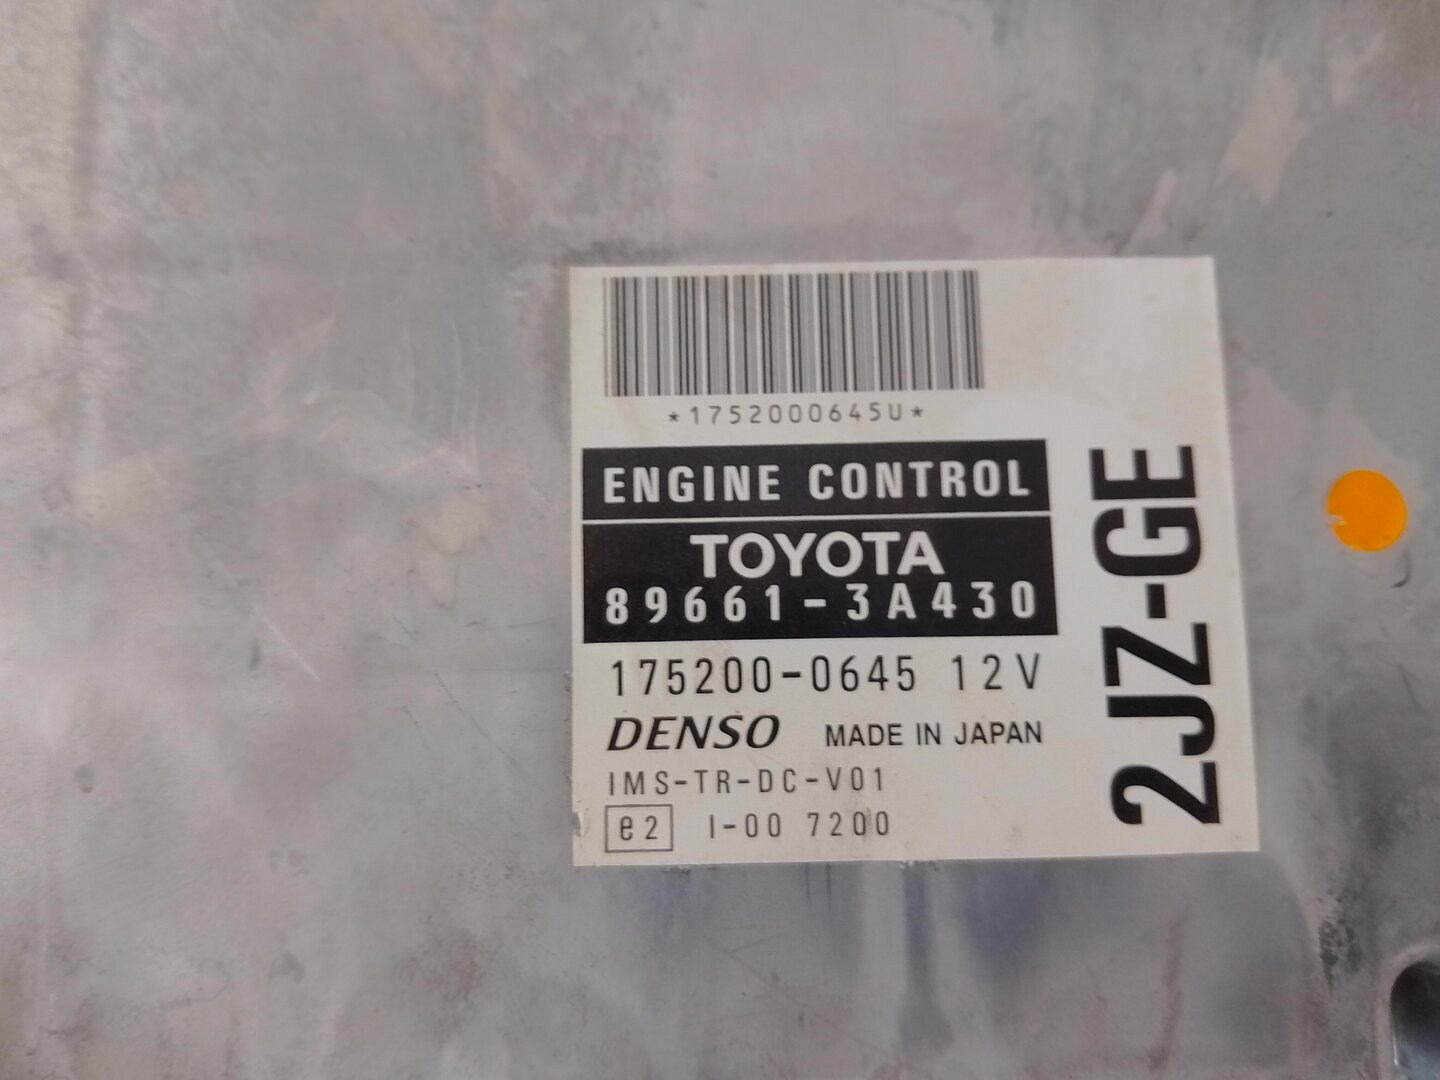 *1752000645U*
ENGINE CONTROL
TOYOTA
89661-3A430
175200-0645 12V
DENSO MADE IN JAPAN
IMS-TR-DC-V01
e2 I-00 7200
2JZ-GE